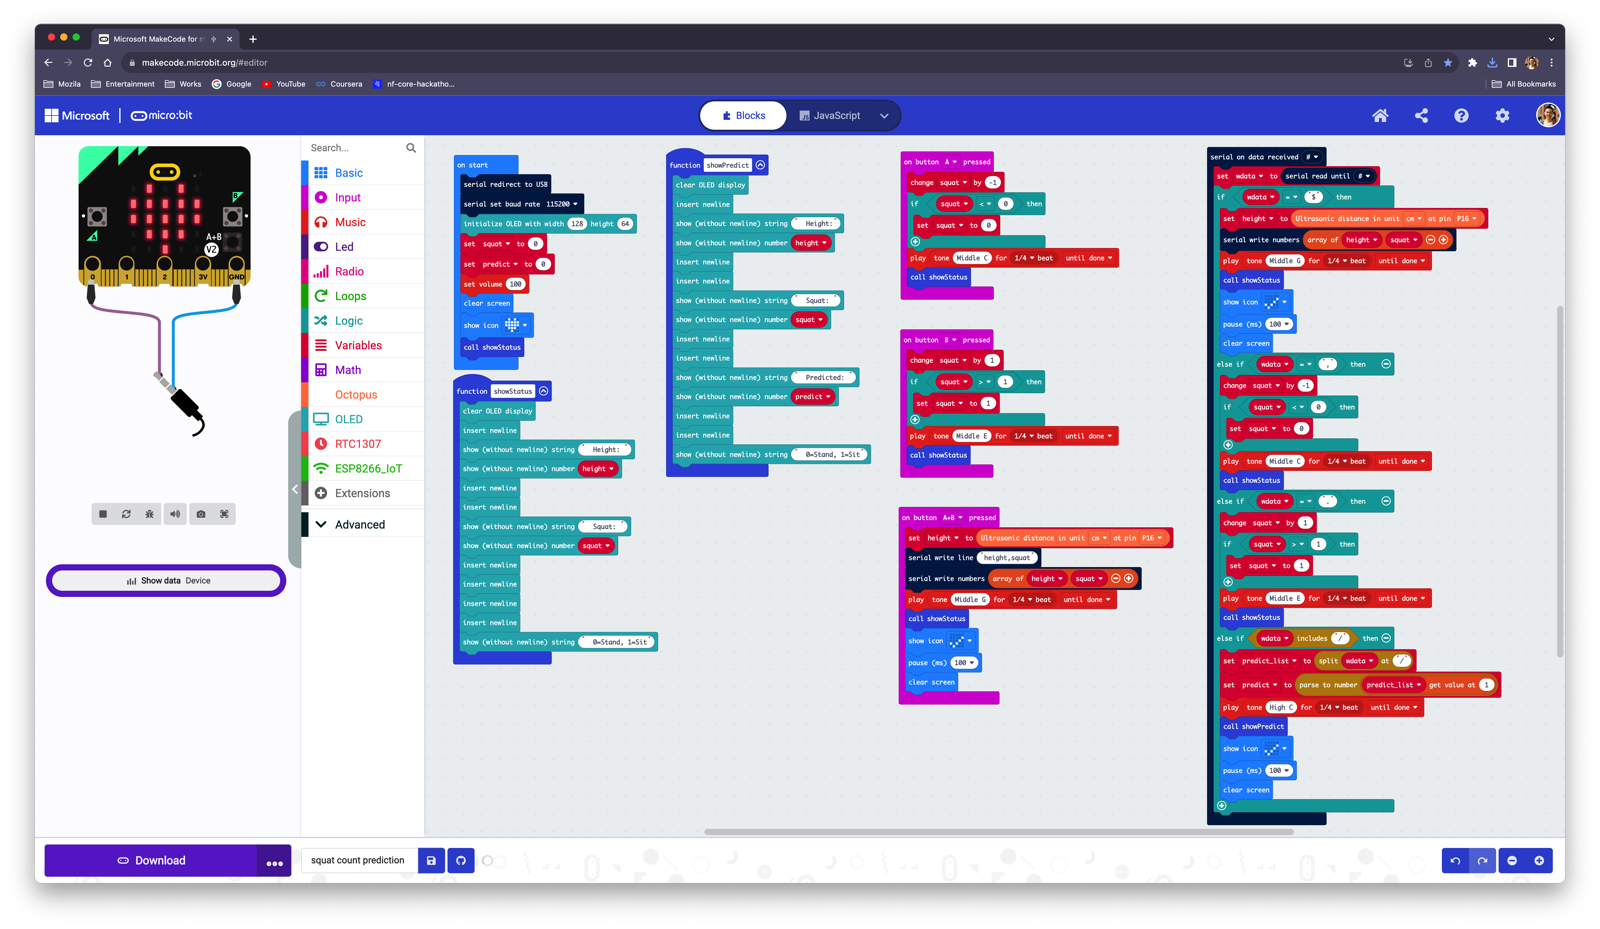 Microsoft MakeCode for m
makecode.microbit.org/#editor
Mozila
Entertainment
Works
Google
YouTube
Coursera
nf-core-hackatho...
All Bookmarks
Microsoft
micro:bit
Blocks
JavaScript
Search...
Basic
Input
Music
Led
Radio
Loops
Logic
Variables
Math
Octopus
OLED
RTC1307
ESP8266_IoT
Extensions
Advanced
A
B
A+B
V2
0 1 2 3V GND
Show data Device
on start
serial redirect to USB
serial set baud rate 115200
initialize OLED with width 128 height 64
set squat to 0
set predict to 0
set volume 100
clear screen
show icon
call showStatus
function showStatus
clear OLED display
insert newline
show (without newline) string "Height:"
show (without newline) number height
insert newline
insert newline
show (without newline) string "Squat:"
show (without newline) number squat
insert newline
insert newline
insert newline
insert newline
show (without newline) string "0=Stand, 1=Sit"
function showPredict
clear OLED display
insert newline
show (without newline) string "Height:"
show (without newline) number height
insert newline
insert newline
show (without newline) string "Squat:"
show (without newline) number squat
insert newline
insert newline
show (without newline) string "Predicted:"
show (without newline) number predict
insert newline
insert newline
show (without newline) string "0=Stand, 1=Sit"
on button A pressed
change squat by -1
if squat < 0 then
set squat to 0
play tone Middle C for 1/4 beat until done
call showStatus
on button B pressed
change squat by 1
if squat > 1 then
set squat to 1
play tone Middle E for 1/4 beat until done
call showStatus
on button A+B pressed
set height to Ultrasonic distance in unit cm at pin P16
serial write line "height,squat"
serial write numbers array of height squat
play tone Middle G for 1/4 beat until done
call showStatus
show icon
pause (ms) 100
clear screen
serial on data received #
set wdata to serial read until #
if wdata = "$" then
set height to Ultrasonic distance in unit cm at pin P16
serial write numbers array of height squat
play tone Middle G for 1/4 beat until done
call showStatus
show icon
pause (ms) 100
clear screen
else if wdata = "," then
change squat by -1
if squat < 0 then
set squat to 0
play tone Middle C for 1/4 beat until done
call showStatus
else if wdata = "." then
change squat by 1
if squat > 1 then
set squat to 1
play tone Middle E for 1/4 beat until done
call showStatus
else if wdata includes "/" then
set predict_list to split wdata at "/"
set predict to parse to number predict_list get value at 1
play tone High C for 1/4 beat until done
call showPredict
show icon
pause (ms) 100
clear screen
Download
squat count prediction